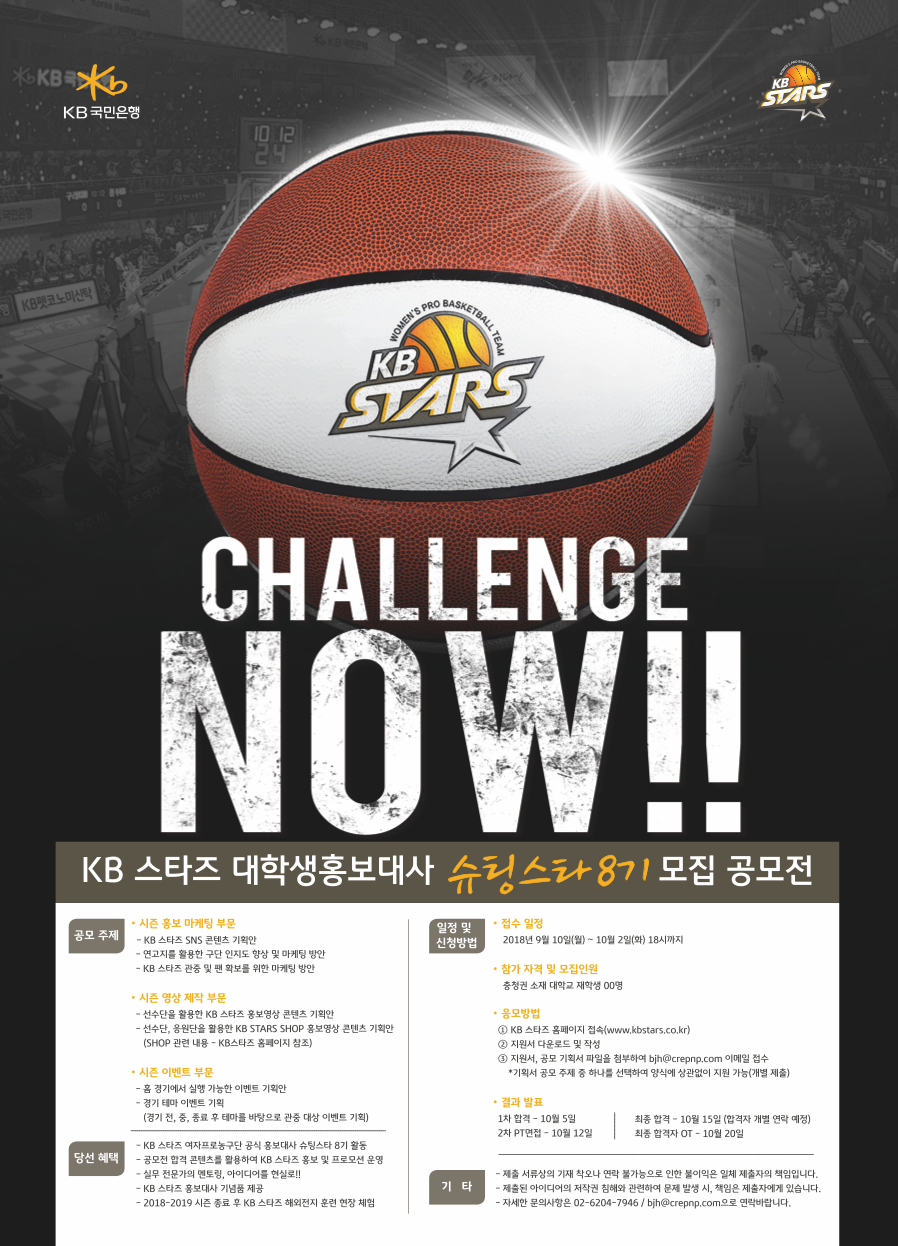 KB국민은행
WOMEN'S PRO BASKETBALL TEAM
KB
STARS
10 12
24
KB펫코노미신탁
WOMEN'S PRO BASKETBALL TEAM
KB
STARS
CHALLENGE
NOW!!
KB 스타즈 대학생홍보대사 슈팅스타 8기 모집 공모전
공모 주제
• 시즌 홍보 마케팅 부문
- KB 스타즈 SNS 콘텐츠 기획안
- 연고지를 활용한 구단 인지도 향상 및 마케팅 방안
- KB 스타즈 관중 및 팬 확보를 위한 마케팅 방안
• 시즌 영상 제작 부문
- 선수단을 활용한 KB 스타즈 홍보영상 콘텐츠 기획안
- 선수단, 응원단을 활용한 KB STARS SHOP 홍보영상 콘텐츠 기획안
(SHOP 관련 내용 - KB스타즈 홈페이지 참조)
• 시즌 이벤트 부문
- 홈 경기에서 실행 가능한 이벤트 기획안
- 경기 테마 이벤트 기획
(경기 전, 중, 종료 후 테마를 바탕으로 관중 대상 이벤트 기획)
당선 혜택
- KB 스타즈 여자프로농구단 공식 홍보대사 슈팅스타 8기 활동
- 공모전 합격 콘텐츠를 활용하여 KB 스타즈 홍보 및 프로모션 운영
- 실무 전문가의 멘토링, 아이디어를 현실로!!
- KB 스타즈 홍보대사 기념품 제공
- 2018-2019 시즌 종료 후 KB 스타즈 해외전지 훈련 현장 체험
일정 및
신청방법
• 접수 일정
2018년 9월 10일(월) ~ 10월 2일(화) 18시까지
• 참가 자격 및 모집인원
충청권 소재 대학교 재학생 00명
• 응모방법
① KB 스타즈 홈페이지 접속(www.kbstars.co.kr)
② 지원서 다운로드 및 작성
③ 지원서, 공모 기획서 파일을 첨부하여 bjh@crepnp.com 이메일 접수
*기획서 공모 주제 중 하나를 선택하여 양식에 상관없이 지원 가능(개별 제출)
• 결과 발표
1차 합격 - 10월 5일
2차 PT면접 - 10월 12일
최종 합격 - 10월 15일 (합격자 개별 연락 예정)
최종 합격자 OT - 10월 20일
기 타
- 제출 서류상의 기재 착오나 연락 불가능으로 인한 불이익은 일체 제출자의 책임입니다.
- 제출된 아이디어의 저작권 침해와 관련하여 문제 발생 시, 책임은 제출자에게 있습니다.
- 자세한 문의사항은 02-6204-7946 / bjh@crepnp.com으로 연락바랍니다.